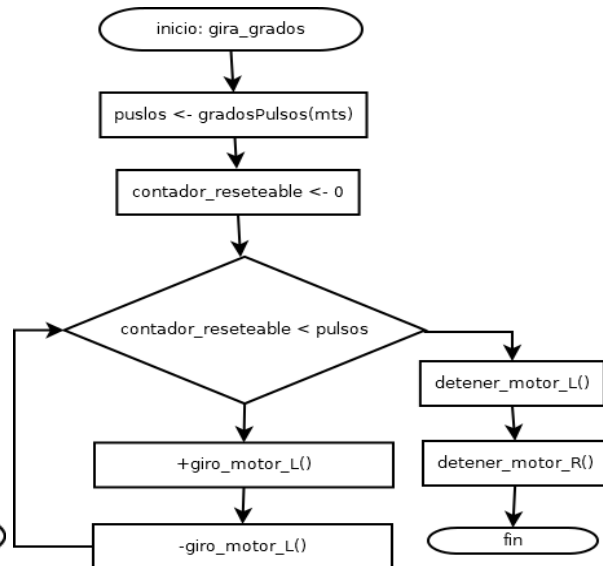 inicio: gira_grados
puslos <- gradosPulsos(mts)
contador_reseteable <- 0
contador_reseteable < pulsos
detener_motor_L()
+giro_motor_L()
detener_motor_R()
-giro_motor_L()
fin